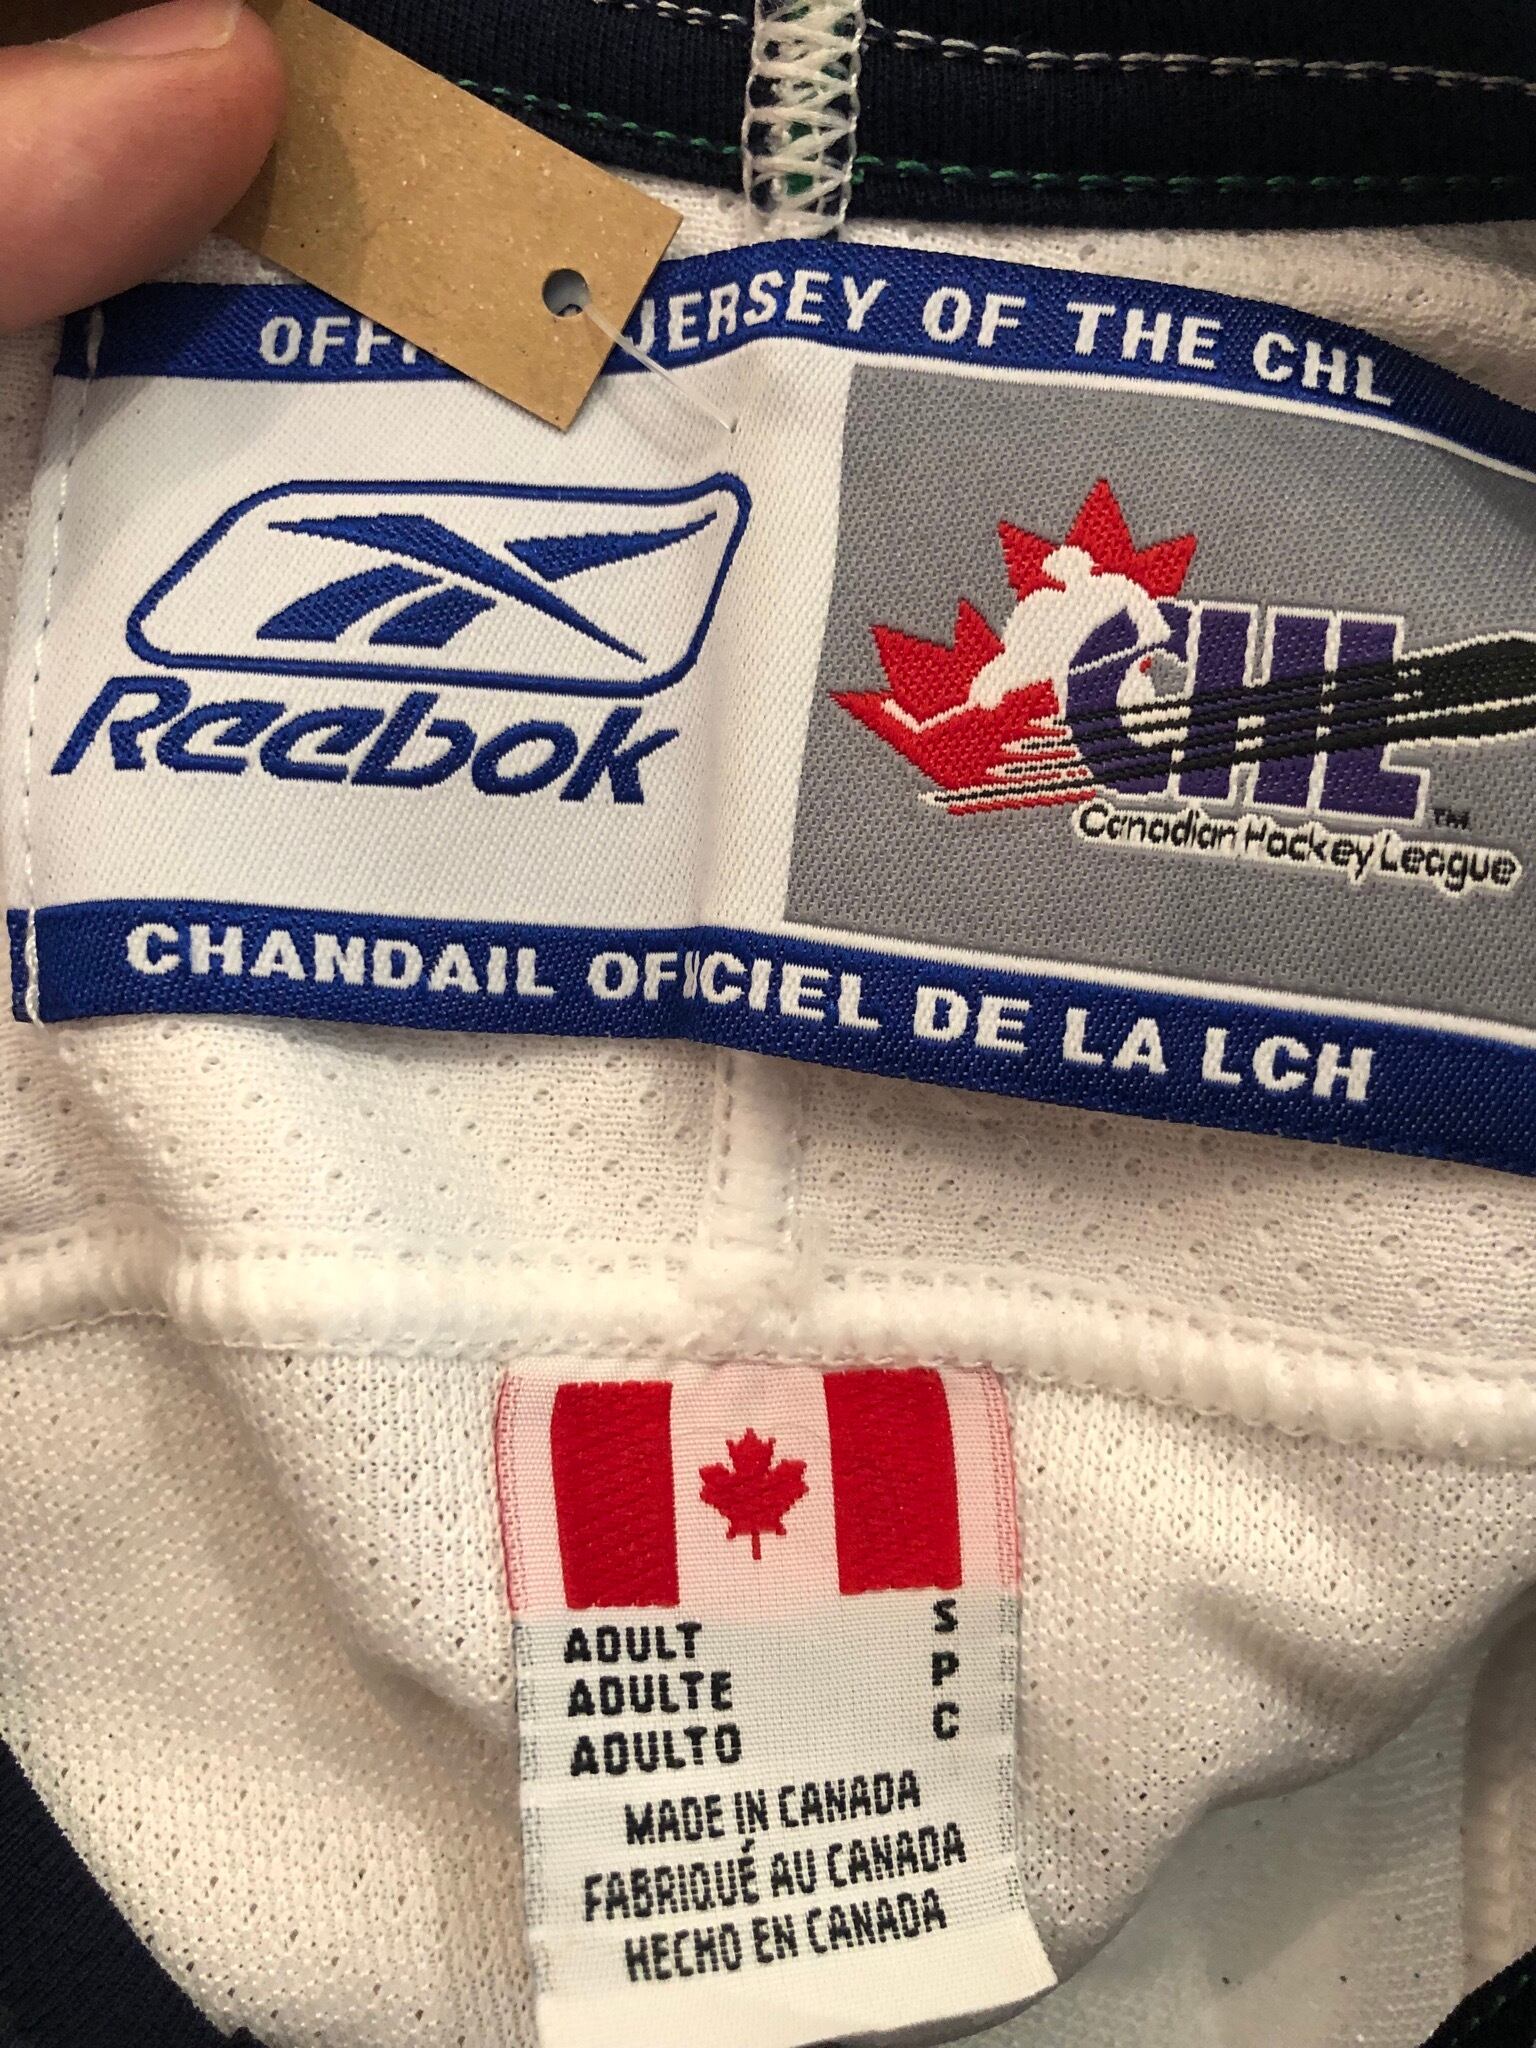 JERSEY OF THE CHL
Reebok
CHL
TM
Canadian Hockey League
CHANDAIL OFFICIEL DE LA LCH
ADULT S
ADULTE P
ADULTO C
MADE IN CANADA
FABRIQUÉ AU CANADA
HECHO EN CANADA